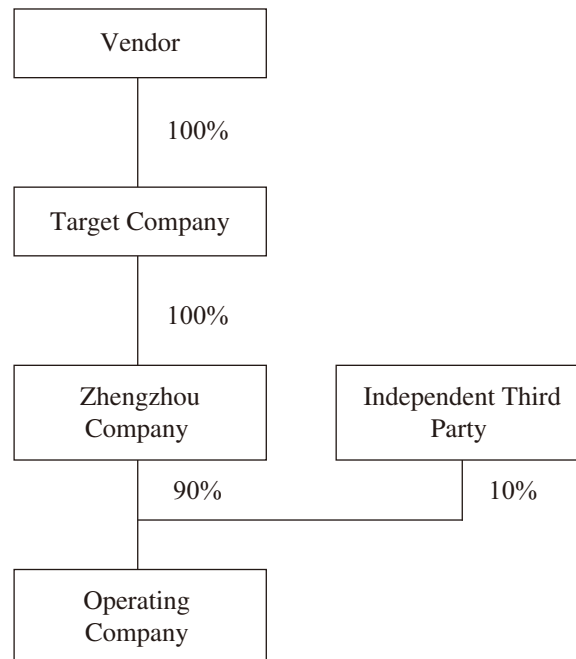 Vendor
100%
Target Company
100%
Zhengzhou
Company
Independent Third
Party
90%
10%
Operating
Company